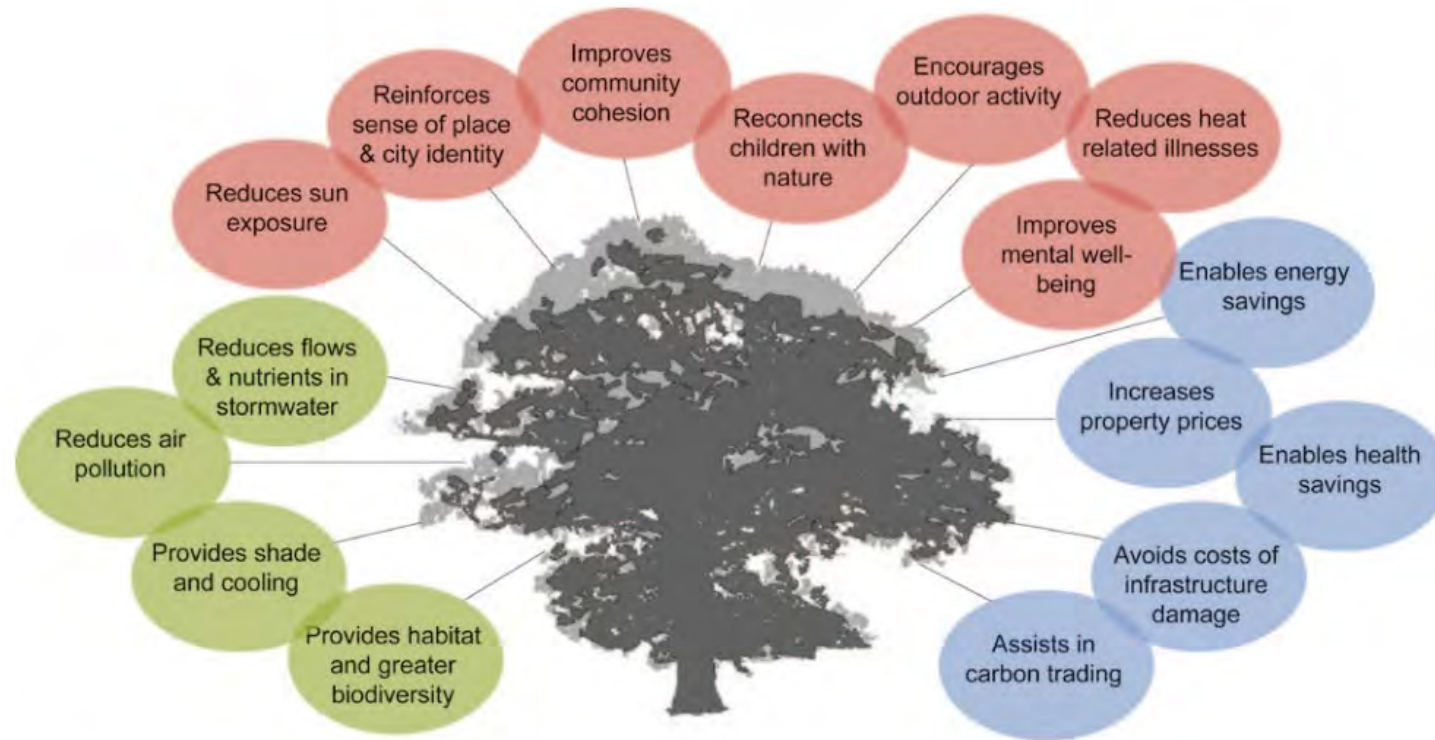 Improves
community
cohesion
Encourages
outdoor activity
Reinforces
sense of place
& city identity
Reconnects
children with
nature
Reduces heat
related illnesses
Reduces sun
exposure
Improves
mental well-
being
Enables energy
savings
Reduces flows
& nutrients in
stormwater
Increases
property prices
Reduces air
pollution
Enables health
savings
Provides shade
and cooling
Avoids costs of
infrastructure
damage
Provides habitat
and greater
biodiversity
Assists in
carbon trading